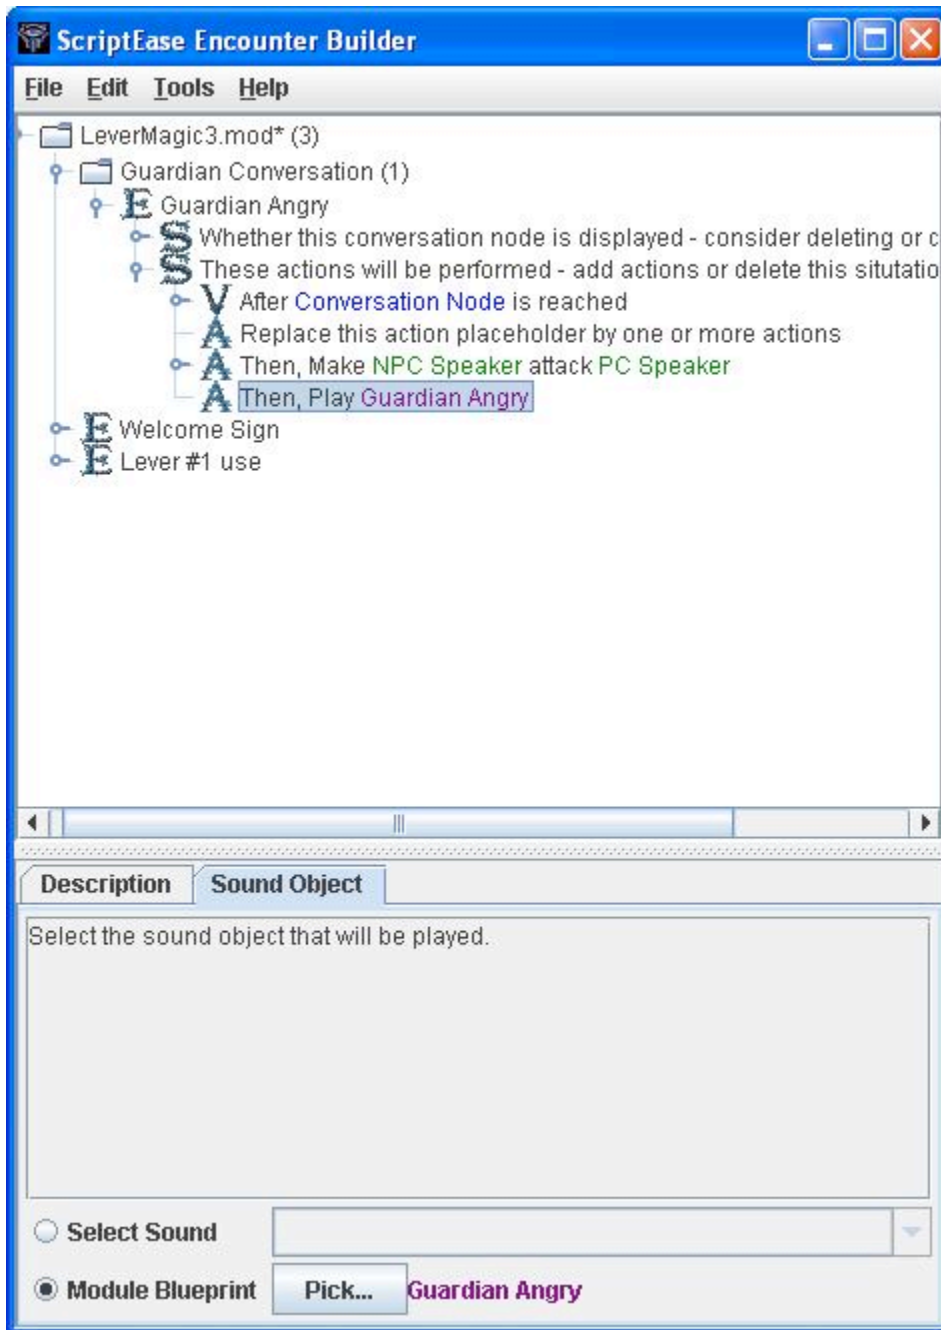 ScriptEase Encounter Builder
File Edit Tools Help
LeverMagic3.mod* (3)
Guardian Conversation (1)
E Guardian Angry
S Whether this conversation node is displayed - consider deleting or c
S These actions will be performed - add actions or delete this situtatio
V After Conversation Node is reached
A Replace this action placeholder by one or more actions
A Then, Make NPC Speaker attack PC Speaker
A Then, Play Guardian Angry
E Welcome Sign
E Lever #1 use
Description Sound Object
Select the sound object that will be played.
Select Sound
Module Blueprint Pick... Guardian Angry